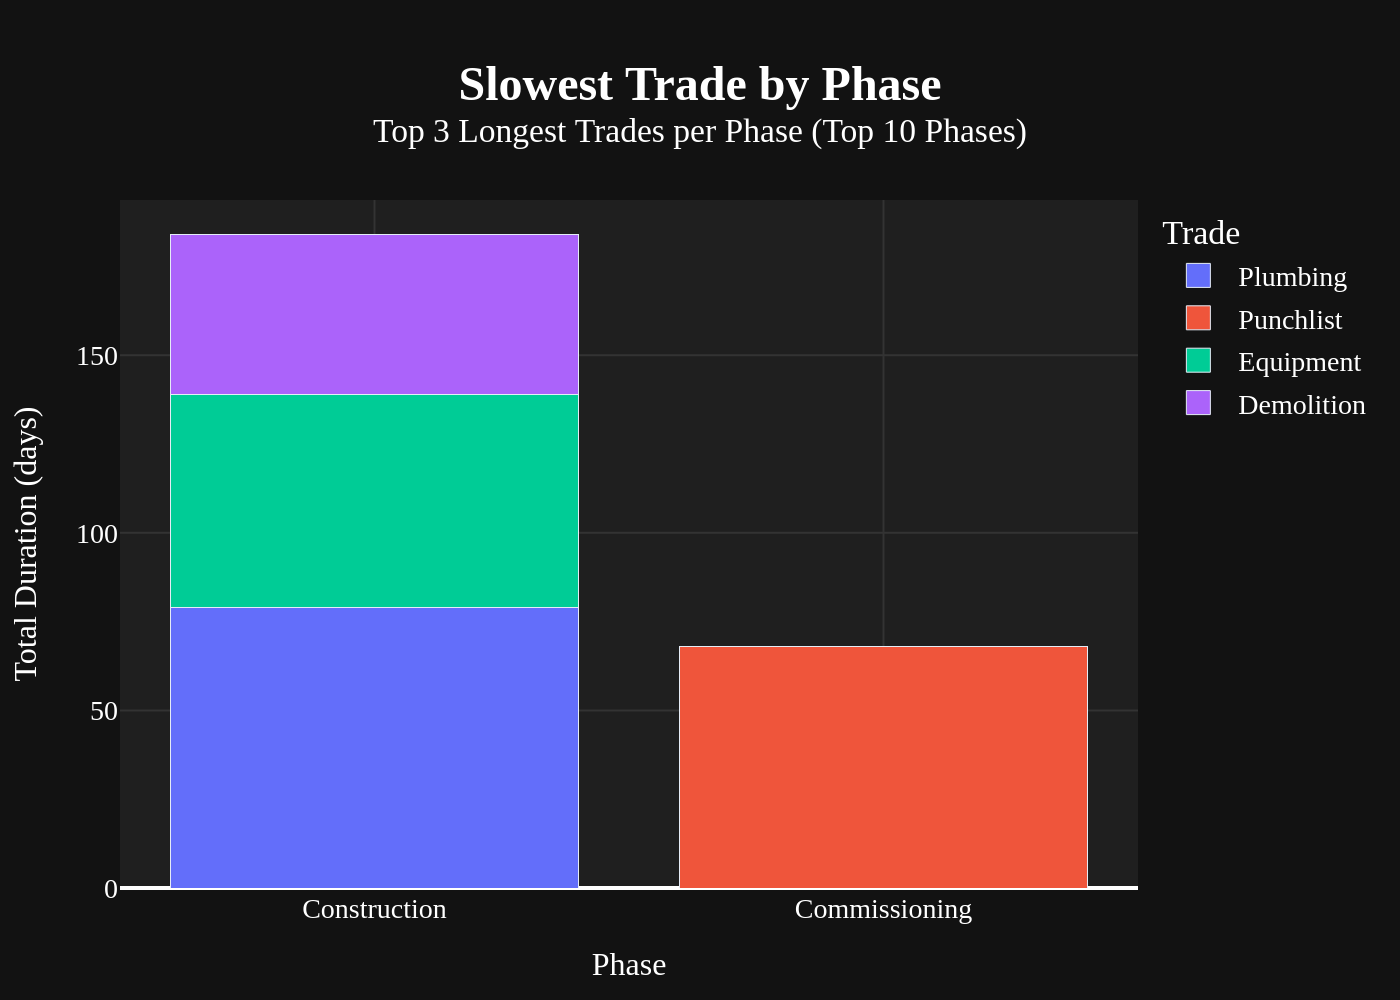 Slowest Trade by Phase
Top 3 Longest Trades per Phase (Top 10 Phases)
Trade
Plumbing
Punchlist
Equipment
Demolition
Total Duration (days)
150
100
50
0
Construction
Commissioning
Phase